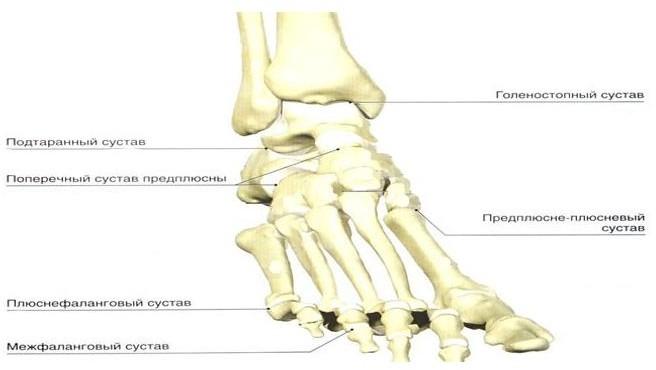 Голеностопный сустав
Подтаранный сустав
Поперечный сустав предплюсны
Предплюсне-плюсневый
сустав
Плюснефаланговый сустав
Межфаланговый сустав